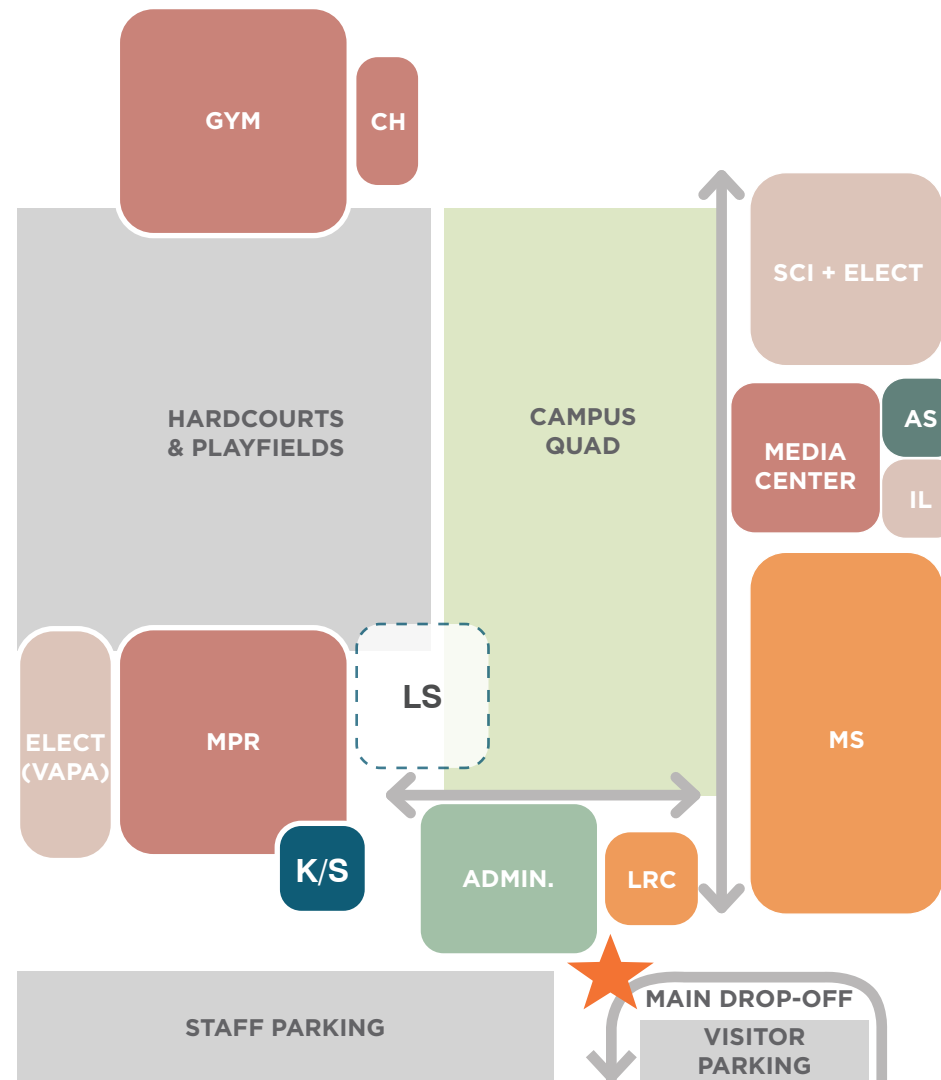 GYM
CH
SCI + ELECT
HARDCOURTS
& PLAYFIELDS
CAMPUS
QUAD
AS
MEDIA
CENTER
IL
LS
ELECT
(VAPA)
MPR
MS
K/S
ADMIN.
LRC
MAIN DROP-OFF
STAFF PARKING
VISITOR
PARKING